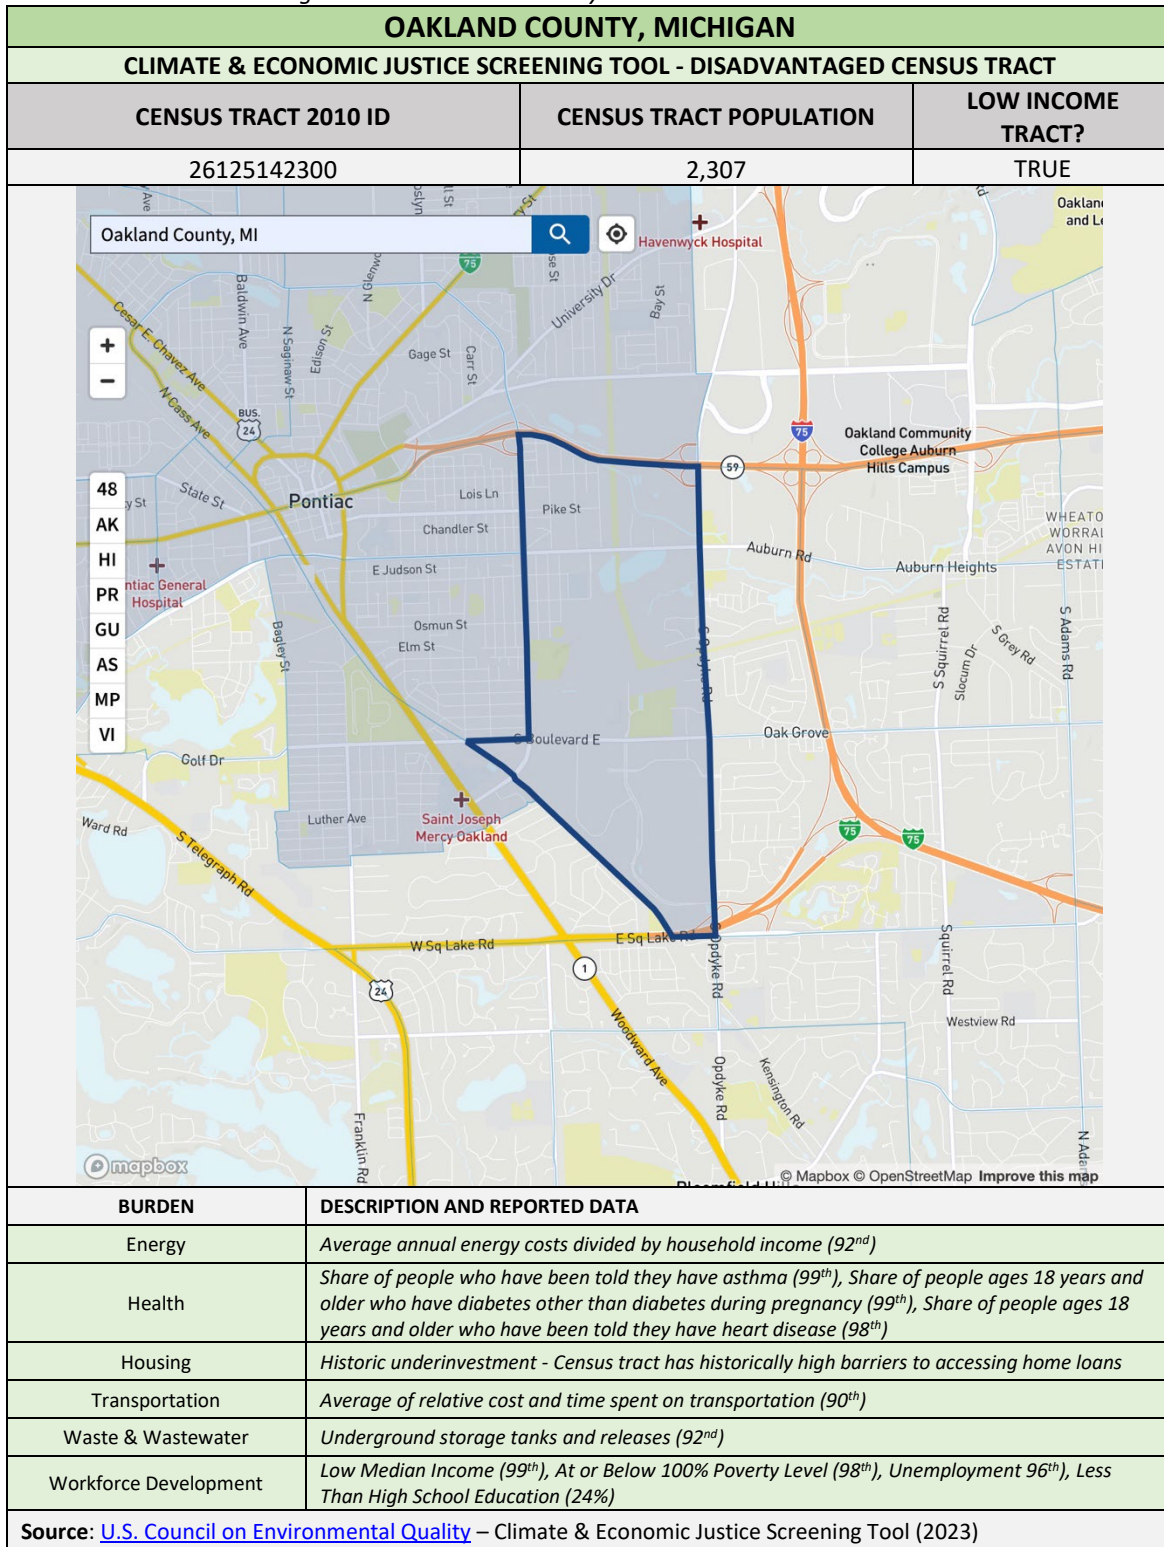 OAKLAND COUNTY, MICHIGAN
CLIMATE & ECONOMIC JUSTICE SCREENING TOOL - DISADVANTAGED CENSUS TRACT
CENSUS TRACT 2010 ID
CENSUS TRACT POPULATION
LOW INCOME
TRACT?
26125142300
2,307
TRUE
Oakland County, MI
Havenwyck Hospital
75
University Dr
Bay St
Baldwin Ave
N Saginaw St
Edison St
Gage St
Carr St
Cesar E. Chavez Ave
N Cass Ave
BUS.
24
+
−
75
Oakland Community
College Auburn
Hills Campus
59
48
AK
HI
PR
GU
AS
MP
VI
State St
Pontiac
Lois Ln
Pike St
Chandler St
E Judson St
Auburn Rd
Auburn Heights
Hospital
Osmun St
Elm St
Bagley St
S Squirrel Rd
Slocum Dr
S Grey Rd
S Adams Rd
S Boulevard E
Oak Grove
Golf Dr
Luther Ave
Saint Joseph
Mercy Oakland
Ward Rd
S Telegraph Rd
75
75
W Sq Lake Rd
E Sq Lake Rd
Opdyke Rd
Squirrel Rd
24
1
Westview Rd
Woodward Ave
Opdyke Rd
Kensington Rd
Franklin Rd
mapbox
© Mapbox © OpenStreetMap Improve this map
BURDEN
DESCRIPTION AND REPORTED DATA
Energy
Average annual energy costs divided by household income (92nd)
Health
Share of people who have been told they have asthma (99th), Share of people ages 18 years and
older who have diabetes other than diabetes during pregnancy (99th), Share of people ages 18
years and older who have been told they have heart disease (98th)
Housing
Historic underinvestment - Census tract has historically high barriers to accessing home loans
Transportation
Average of relative cost and time spent on transportation (90th)
Waste & Wastewater
Underground storage tanks and releases (92nd)
Workforce Development
Low Median Income (99th), At or Below 100% Poverty Level (98th), Unemployment 96th), Less
Than High School Education (24%)
Source: U.S. Council on Environmental Quality – Climate & Economic Justice Screening Tool (2023)